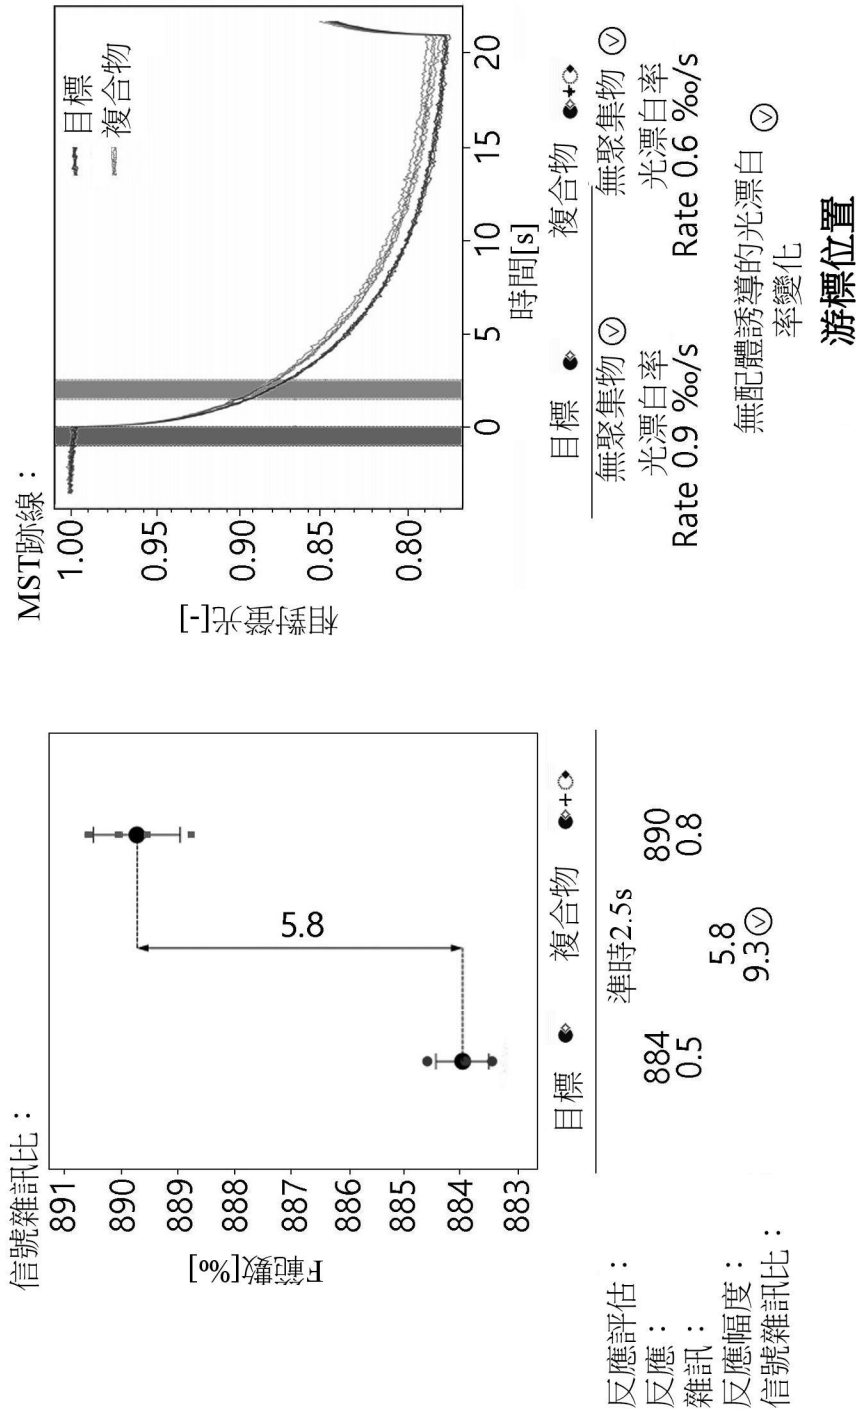 信號雜訊比：
F範數[‰]
891
890
889
888
887
886
885
884
883
5.8
目標
複合物
+
反應評估：
準時2.5s
反應：
884
890
雜訊：
0.5
0.8
反應幅度：
5.8
信號雜訊比：
9.3
MST跡線：
目標
複合物
相對螢光[-]
1.00
0.95
0.90
0.85
0.80
0
5
10
15
20
時間[s]
目標
複合物
+
無聚集物
無聚集物
光漂白率
光漂白率
Rate 0.9 ‰/s
Rate 0.6 ‰/s
無配體誘導的光漂白
率變化
游標位置